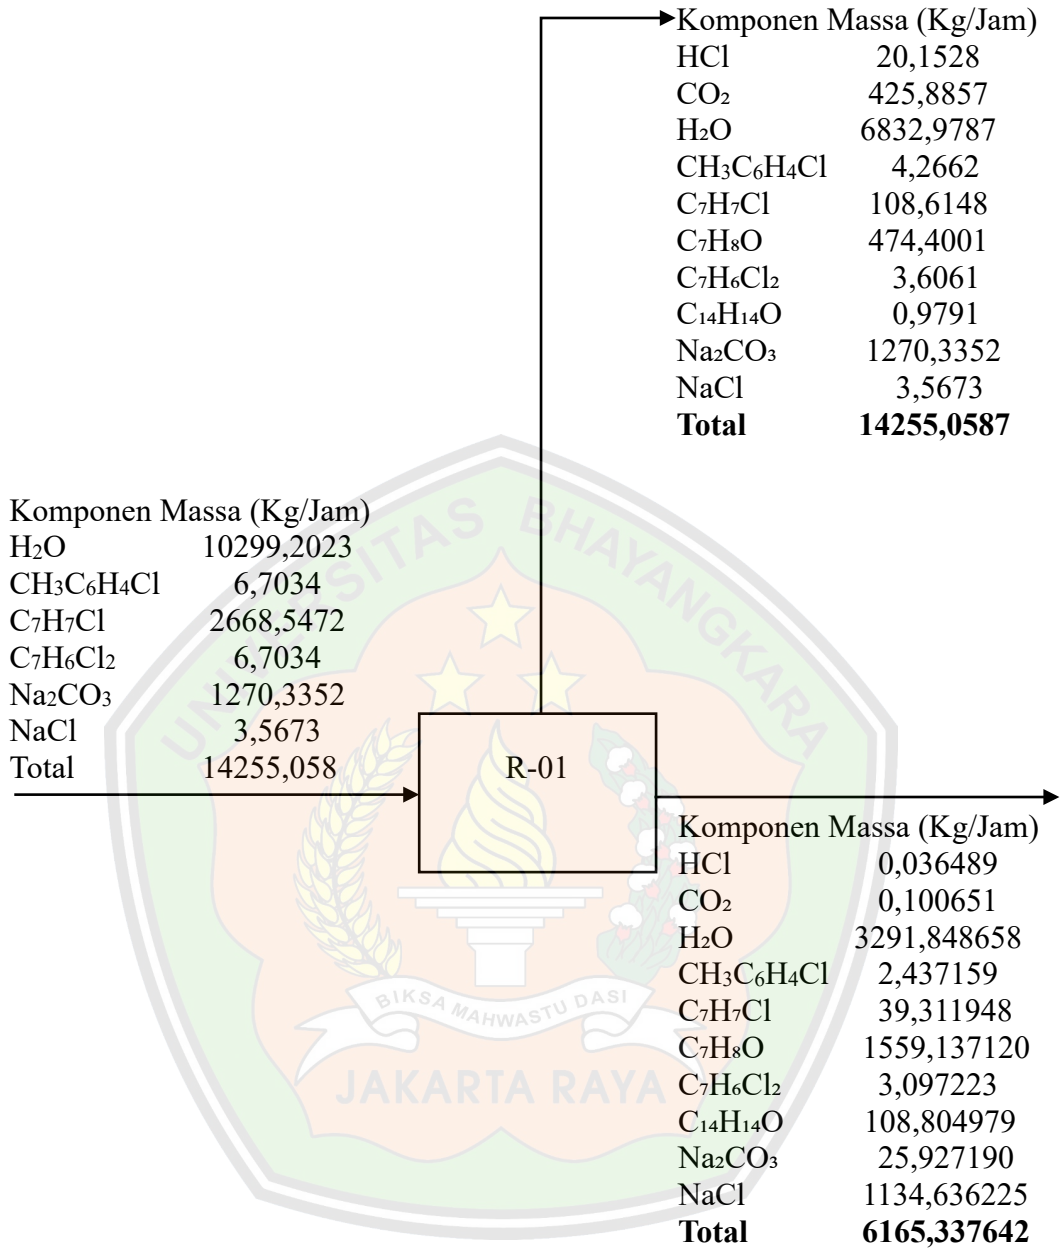 Komponen Massa (Kg/Jam)
HCl 20,1528
CO₂ 425,8857
H₂O 6832,9787
CH₃C₆H₄Cl 4,2662
C₇H₇Cl 108,6148
C₇H₈O 474,4001
C₇H₆Cl₂ 3,6061
C₁₄H₁₄O 0,9791
Na₂CO₃ 1270,3352
NaCl 3,5673
Total 14255,0587
Komponen Massa (Kg/Jam)
H₂O 10299,2023
CH₃C₆H₄Cl 6,7034
C₇H₇Cl 2668,5472
C₇H₆Cl₂ 6,7034
Na₂CO₃ 1270,3352
NaCl 3,5673
Total 14255,058
R-01
Komponen Massa (Kg/Jam)
HCl 0,036489
CO₂ 0,100651
H₂O 3291,848658
CH₃C₆H₄Cl 2,437159
C₇H₇Cl 39,311948
C₇H₈O 1559,137120
C₇H₆Cl₂ 3,097223
C₁₄H₁₄O 108,804979
Na₂CO₃ 25,927190
NaCl 1134,636225
Total 6165,337642
UNIVERSITAS BHAYANGKARA
BIKSA MAHWASTU DASI
JAKARTA RAYA